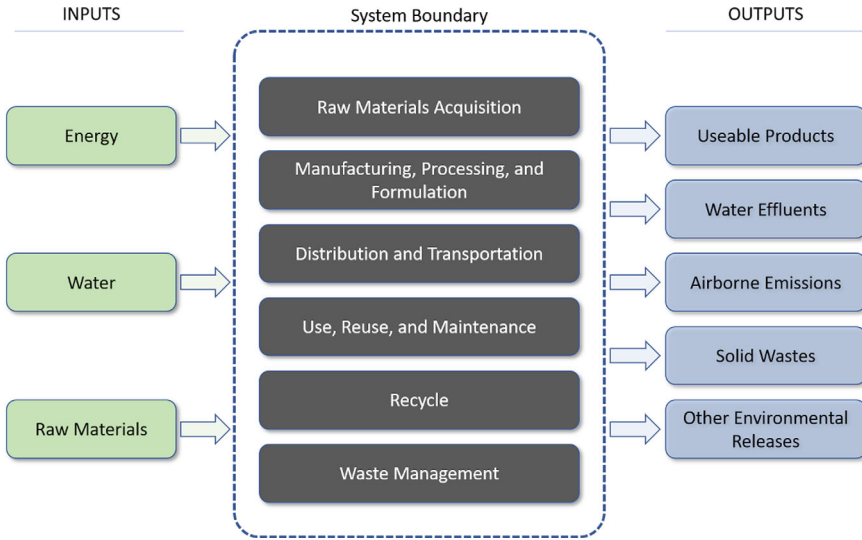 INPUTS
System Boundary
OUTPUTS
Energy
Water
Raw Materials
Raw Materials Acquisition
Manufacturing, Processing, and
Formulation
Distribution and Transportation
Use, Reuse, and Maintenance
Recycle
Waste Management
Useable Products
Water Effluents
Airborne Emissions
Solid Wastes
Other Environmental
Releases